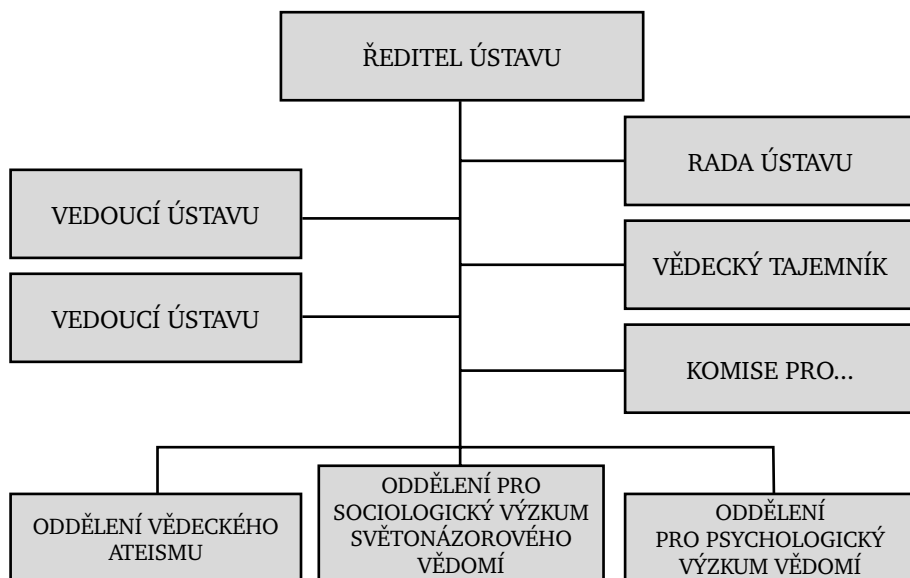 ŘEDITEL ÚSTAVU
RADA ÚSTAVU
VEDOUCÍ ÚSTAVU
VĚDECKÝ TAJEMNÍK
VEDOUCÍ ÚSTAVU
KOMISE PRO...
ODDĚLENÍ VĚDECKÉHO
ATEISMU
ODDĚLENÍ PRO
SOCIOLOGICKÝ VÝZKUM
SVĚTONÁZOROVÉHO
VĚDOMÍ
ODDĚLENÍ
PRO PSYCHOLOGICKÝ
VÝZKUM VĚDOMÍ